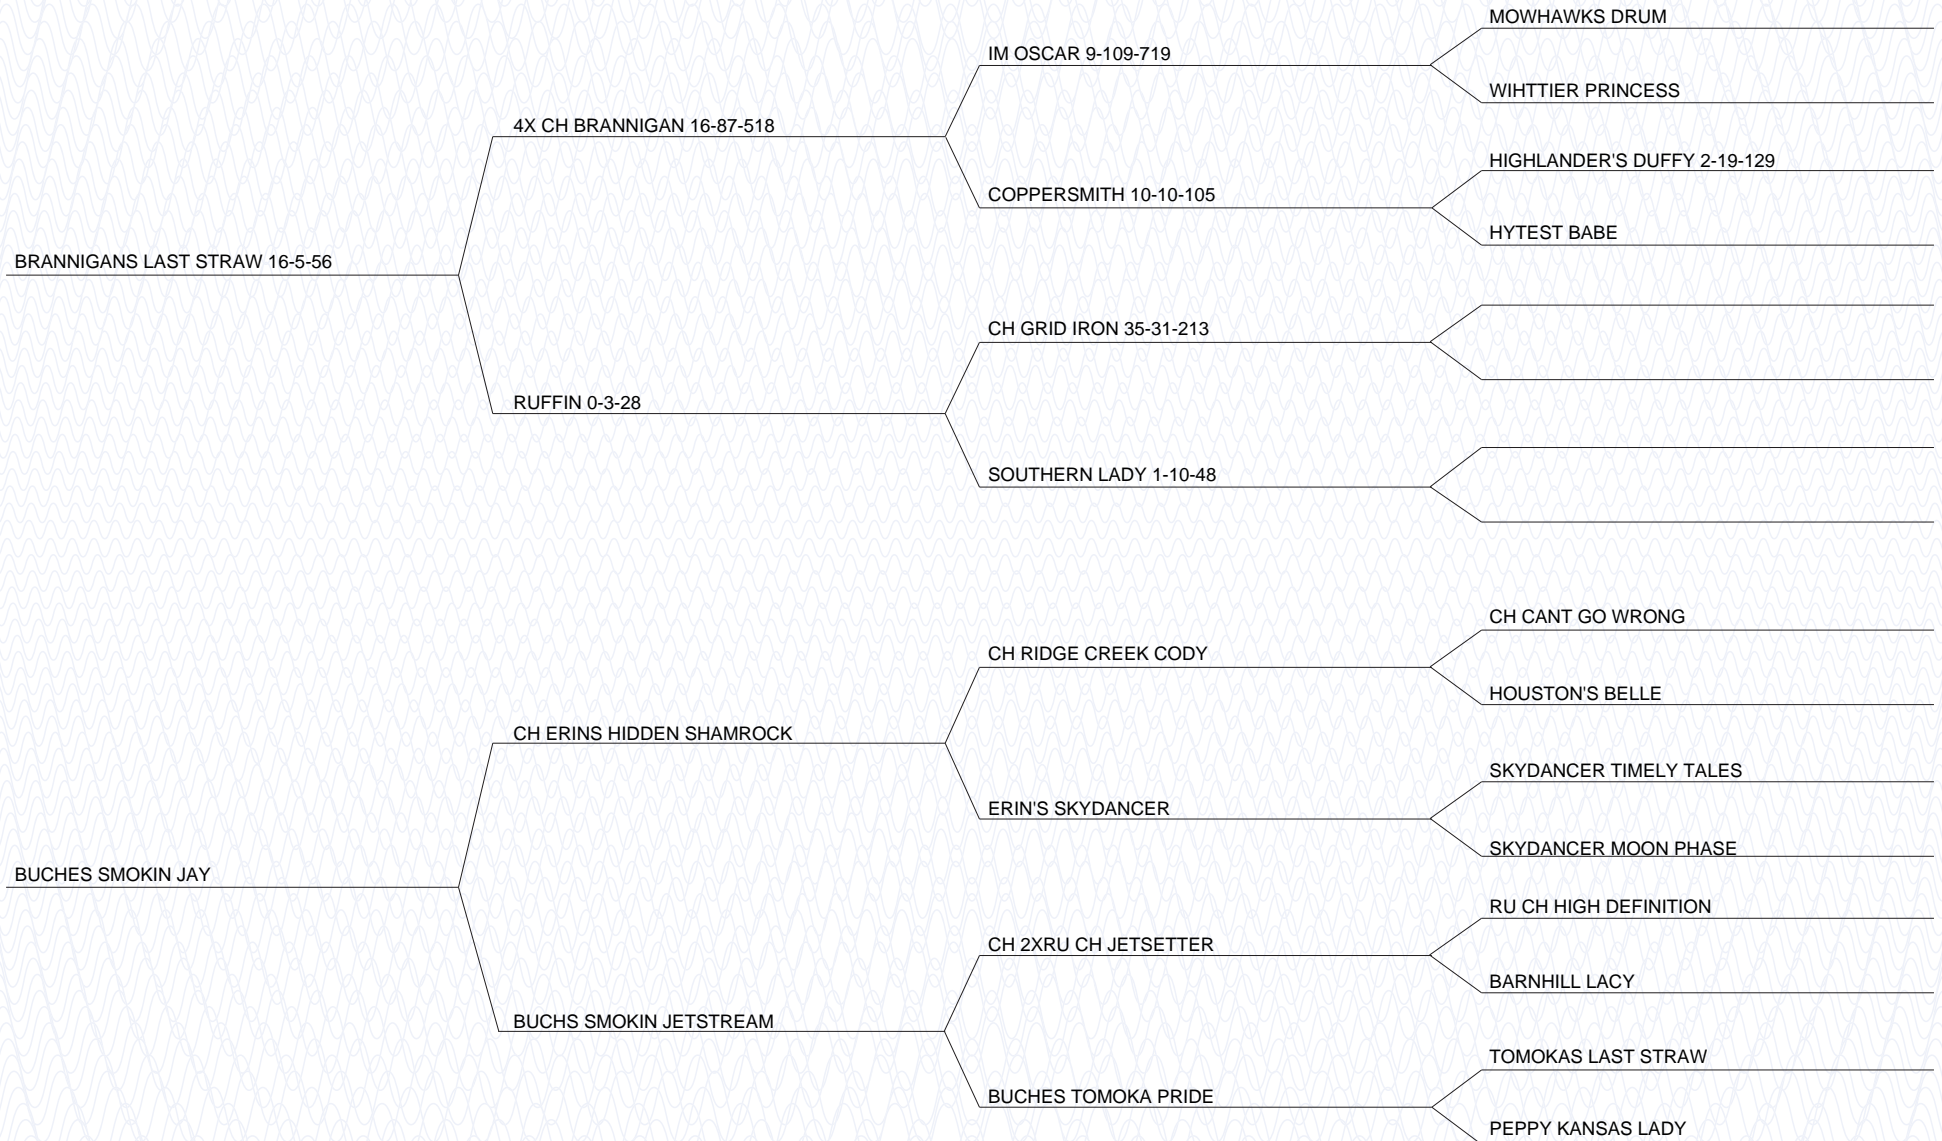 MOWHAWKS DRUM
IM OSCAR 9-109-719
WIHTTIER PRINCESS
4X CH BRANNIGAN 16-87-518
HIGHLANDER'S DUFFY 2-19-129
COPPERSMITH 10-10-105
HYTEST BABE
BRANNIGANS LAST STRAW 16-5-56
CH GRID IRON 35-31-213
RUFFIN 0-3-28
SOUTHERN LADY 1-10-48
CH CANT GO WRONG
CH RIDGE CREEK CODY
HOUSTON'S BELLE
CH ERINS HIDDEN SHAMROCK
SKYDANCER TIMELY TALES
ERIN'S SKYDANCER
SKYDANCER MOON PHASE
BUCHES SMOKIN JAY
RU CH HIGH DEFINITION
CH 2XRU CH JETSETTER
BARNHILL LACY
BUCHS SMOKIN JETSTREAM
TOMOKAS LAST STRAW
BUCHES TOMOKA PRIDE
PEPPY KANSAS LADY